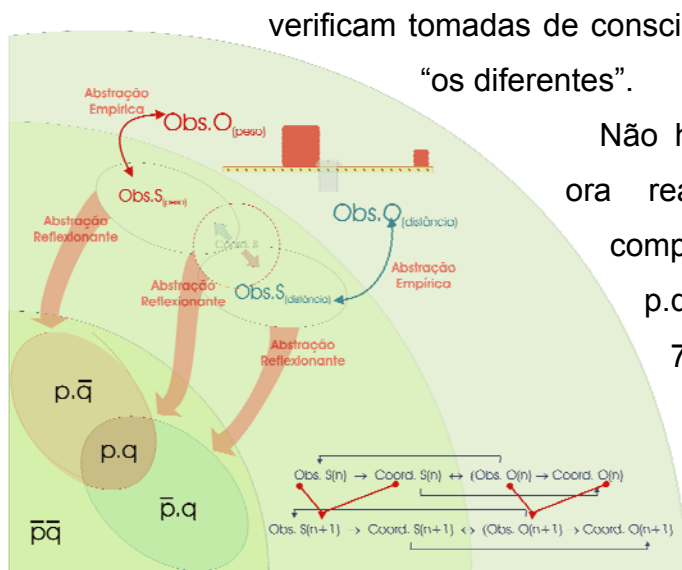 verificam tomadas de consci
“os diferentes”.
Não h
ora rea
comp
p.q
7
Abstração
Empírica
Obs.O(peso)
Obs.S(peso)
Abstração
Reflexionante
Coord. S
Obs.O(distância)
Abstração
Reflexionante
Obs.S(distância)
Abstração
Empírica
Abstração
Reflexionante
p.q̅
p.q
p̅.q
p̅q̅
Obs. S(n) → Coord. S(n) ↔ (Obs. O(n) → Coord. O(n)
Obs. S(n+1) → Coord. S(n+1) ↔ (Obs. O(n+1) → Coord. O(n+1)